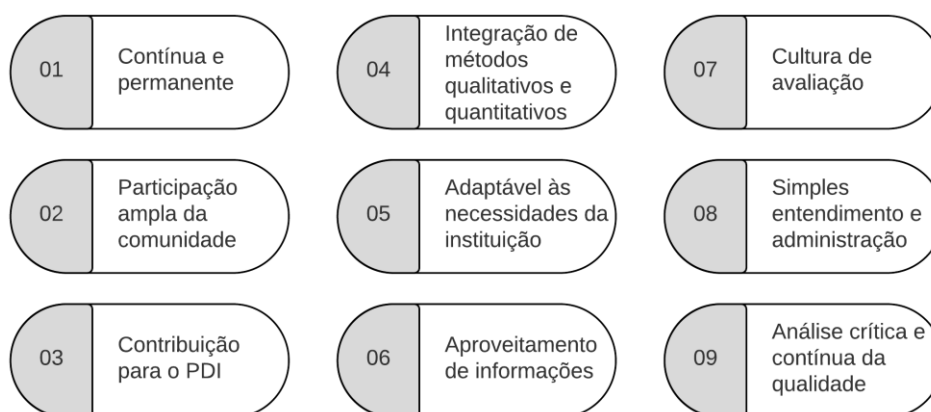 01
Contínua e
permanente
02
Participação
ampla da
comunidade
03
Contribuição
para o PDI
04
Integração de
métodos
qualitativos e
quantitativos
05
Adaptável às
necessidades da
instituição
06
Aproveitamento
de informações
07
Cultura de
avaliação
08
Simples
entendimento e
administração
09
Análise crítica e
contínua da
qualidade